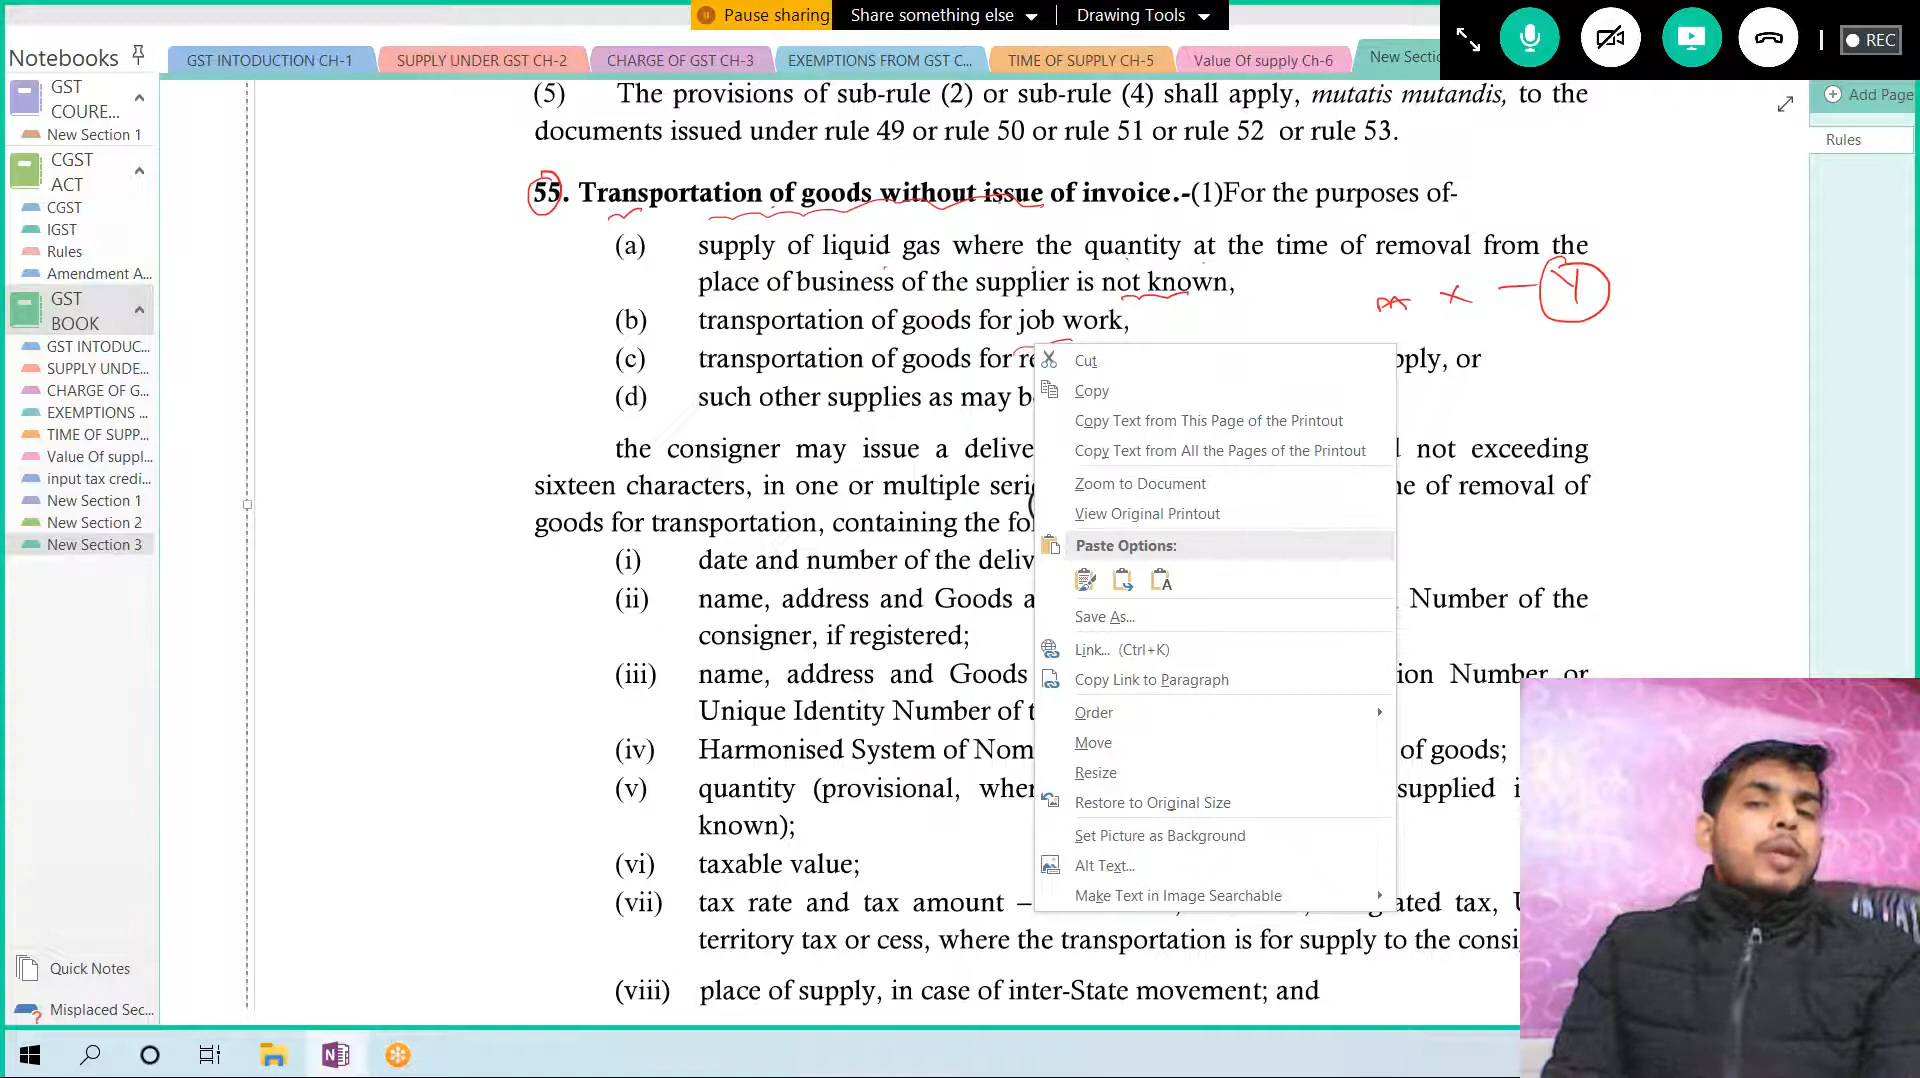 Pause sharing
Share something else
Drawing Tools
REC
Notebooks
GST INTODUCTION CH-1
SUPPLY UNDER GST CH-2
CHARGE OF GST CH-3
EXEMPTIONS FROM GST C...
TIME OF SUPPLY CH-5
Value Of supply Ch-6
New Sectio
Add Page
Rules
GST COURE...
New Section 1
CGST ACT
CGST
IGST
Rules
Amendment A...
GST BOOK
GST INTODUC...
SUPPLY UNDE...
CHARGE OF G...
EXEMPTIONS ...
TIME OF SUPP...
Value Of suppl...
input tax credi...
New Section 1
New Section 2
New Section 3
Quick Notes
Misplaced Sec...
(5) The provisions of sub-rule (2) or sub-rule (4) shall apply, mutatis mutandis, to the
documents issued under rule 49 or rule 50 or rule 51 or rule 52 or rule 53.
55. Transportation of goods without issue of invoice.-(1)For the purposes of-
(a) supply of liquid gas where the quantity at the time of removal from the
place of business of the supplier is not known,
(b) transportation of goods for job work,
(c) transportation of goods for re pply, or
(d) such other supplies as may b
the consigner may issue a delive not exceeding
sixteen characters, in one or multiple seri e of removal of
goods for transportation, containing the fo
(i) date and number of the deliv
(ii) name, address and Goods a Number of the
consigner, if registered;
(iii) name, address and Goods ion Number or
Unique Identity Number of t
(iv) Harmonised System of Nom of goods;
(v) quantity (provisional, wher supplied i
known);
(vi) taxable value;
(vii) tax rate and tax amount – ated tax, U
territory tax or cess, where the transportation is for supply to the consi
(viii) place of supply, in case of inter-State movement; and
Cut
Copy
Copy Text from This Page of the Printout
Copy Text from All the Pages of the Printout
Zoom to Document
View Original Printout
Paste Options:
Save As...
Link... (Ctrl+K)
Copy Link to Paragraph
Order
Move
Resize
Restore to Original Size
Set Picture as Background
Alt Text...
Make Text in Image Searchable